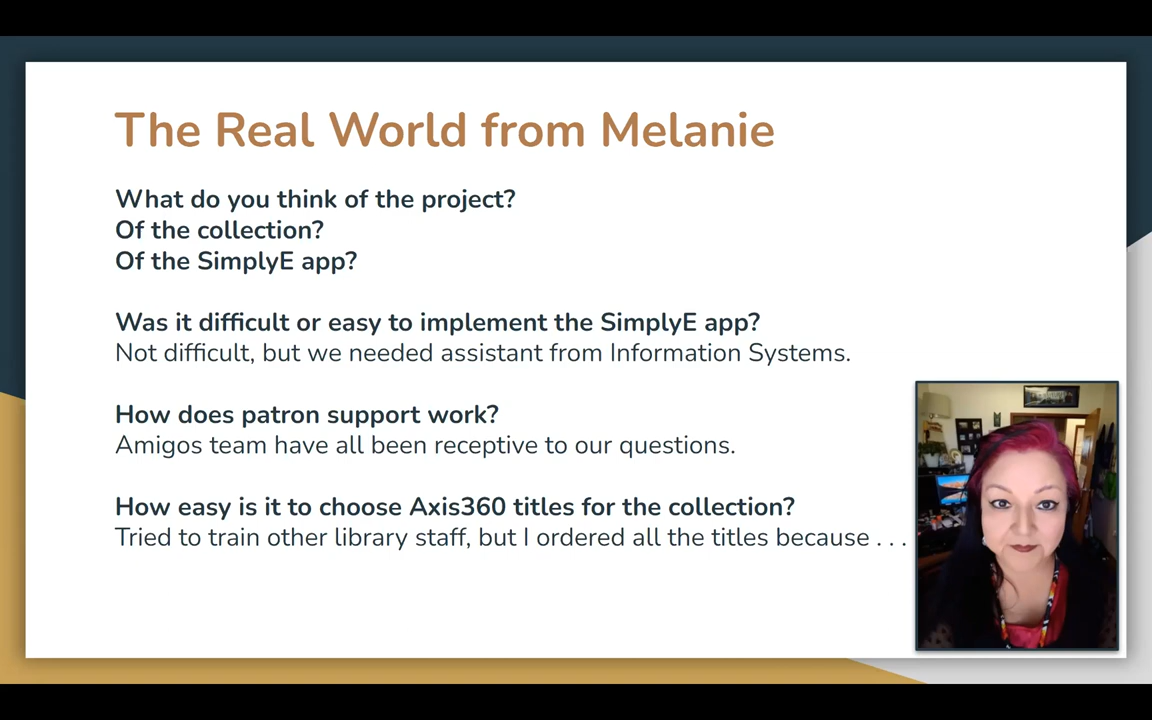 The Real World from Melanie
What do you think of the project?
Of the collection?
Of the SimplyE app?
Was it difficult or easy to implement the SimplyE app?
Not difficult, but we needed assistant from Information Systems.
How does patron support work?
Amigos team have all been receptive to our questions.
How easy is it to choose Axis360 titles for the collection?
Tried to train other library staff, but I ordered all the titles because . . .